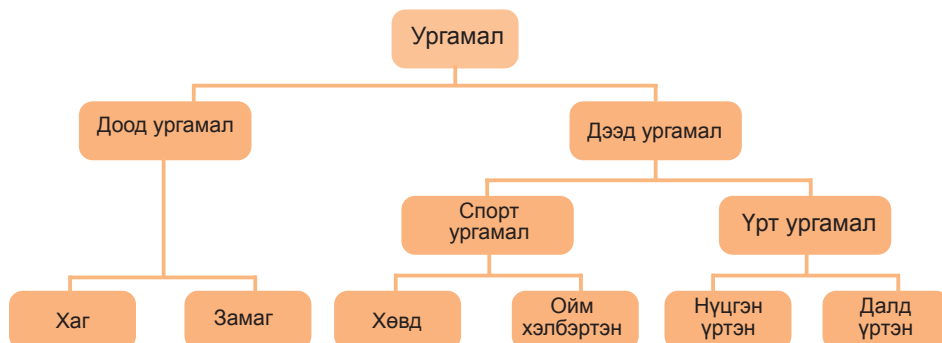 Ургамал
Доод ургамал
Дээд ургамал
Спорт
ургамал
Үрт ургамал
Хаг
Замаг
Хөвд
Ойм
хэлбэртэн
Нүцгэн
үртэн
Далд
үртэн